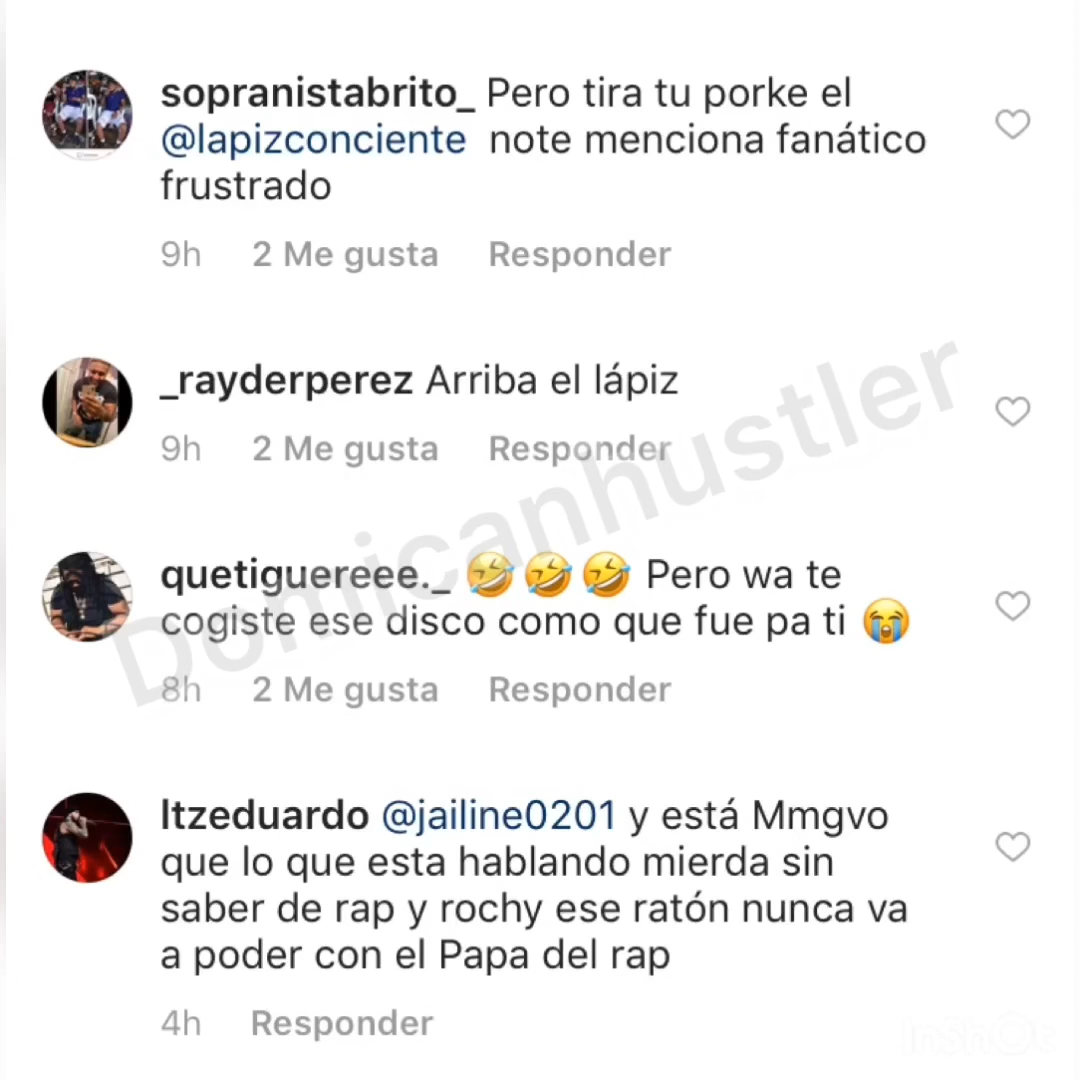 sopranistabrito_ Pero tira tu porke el
@lapizconciente note menciona fanático
frustrado
9h 2 Me gusta Responder
_rayderperez Arriba el lápiz
9h 2 Me gusta Responder
quetiguereee._ 🤣🤣🤣 Pero wa te
cogiste ese disco como que fue pa ti 😭
8h 2 Me gusta Responder
Domicanhustler
ltzeduardo @jailine0201 y está Mmgvo
que lo que esta hablando mierda sin
saber de rap y rochy ese ratón nunca va
a poder con el Papa del rap
4h Responder
InShOt